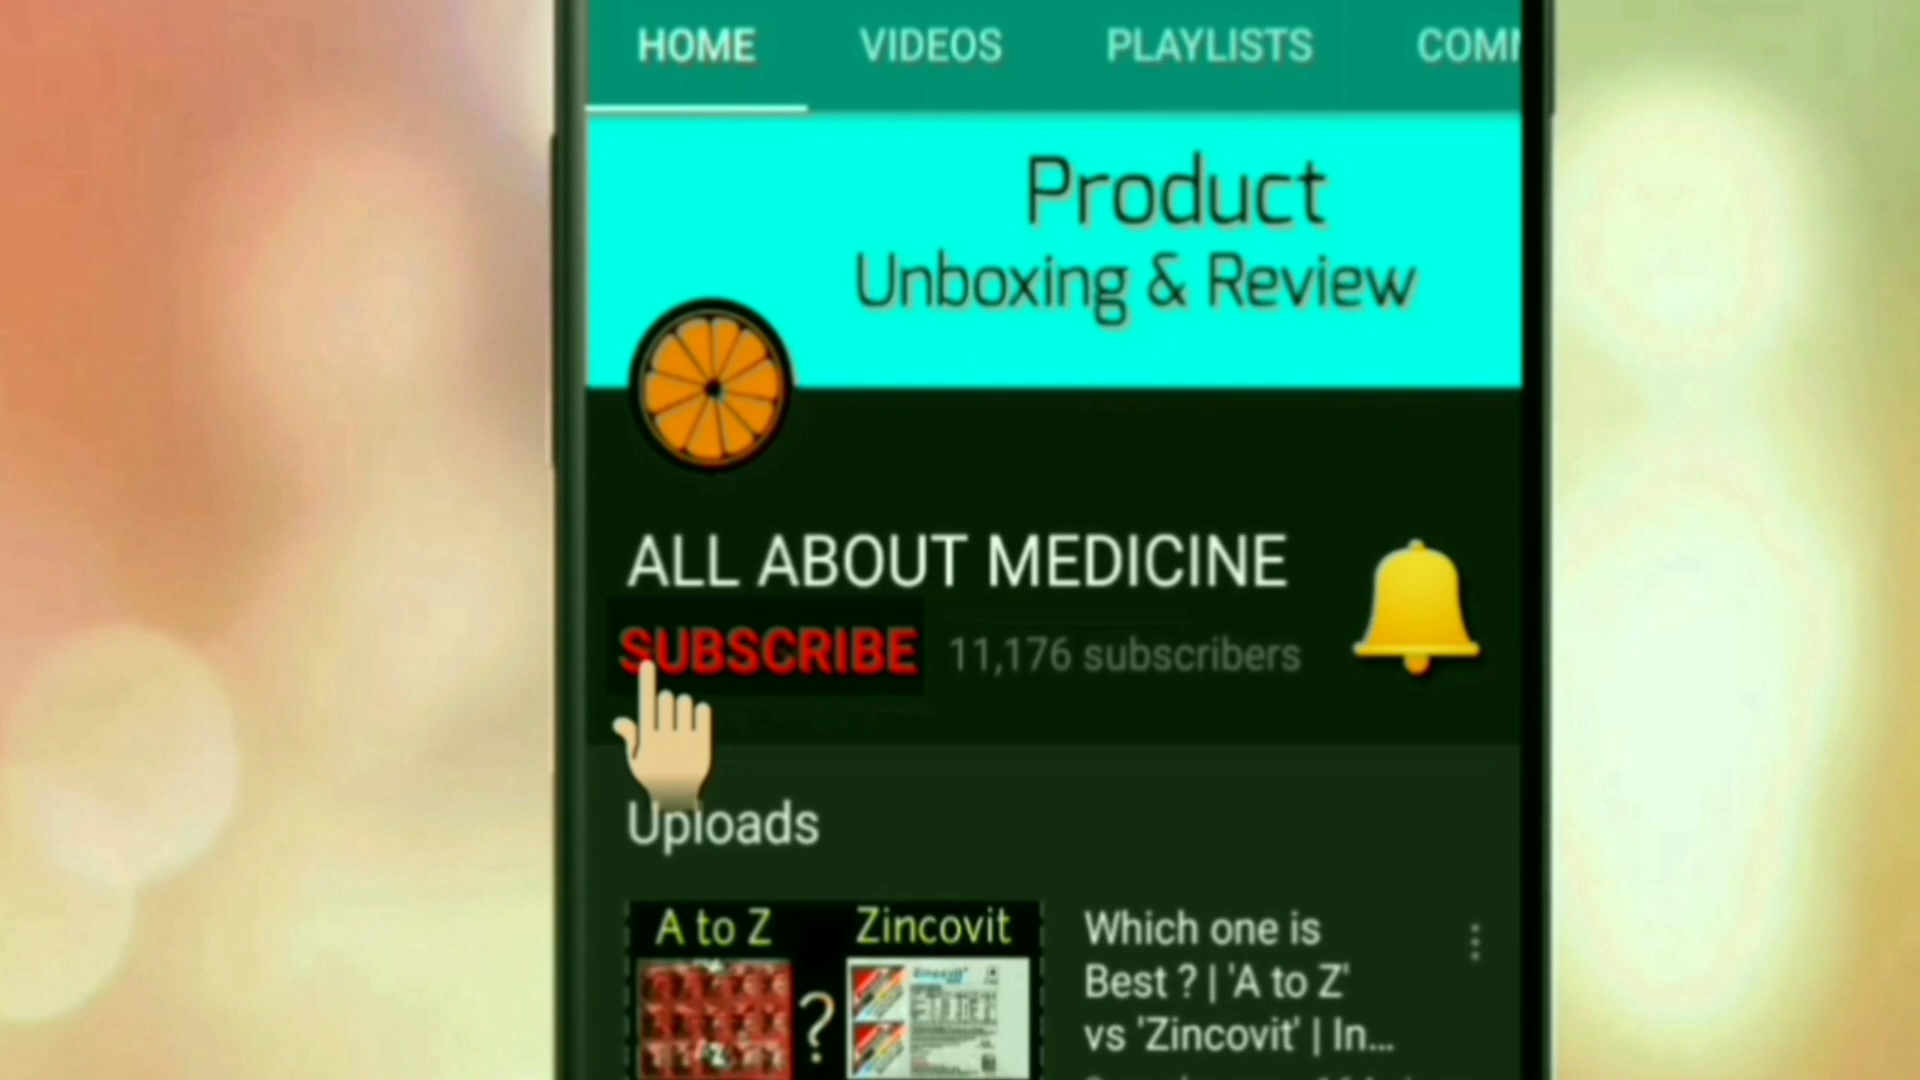 HOME VIDEOS PLAYLISTS COMM
Product
Unboxing & Review
ALL ABOUT MEDICINE
SUBSCRIBE 11,176 subscribers
Uploads
A to Z Zincovit
?
Which one is
Best ? | 'A to Z'
vs 'Zincovit' | In...